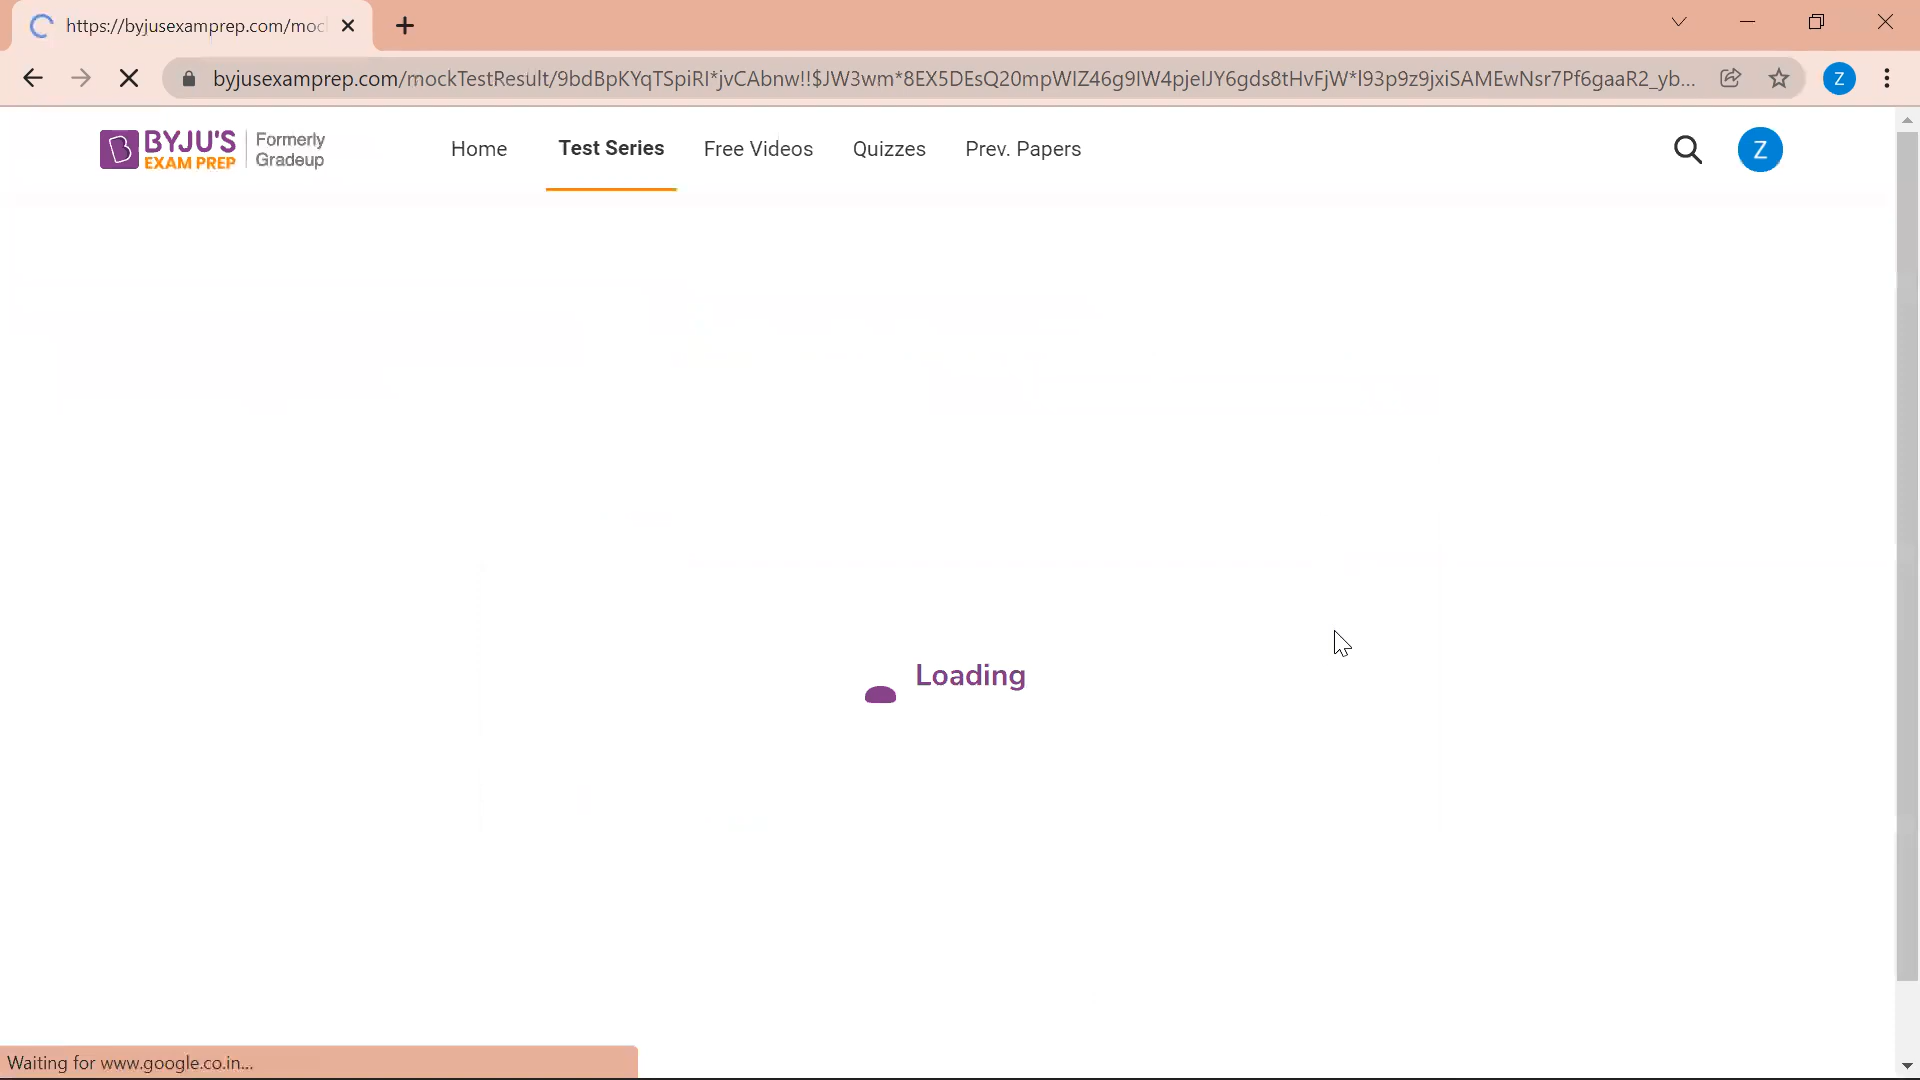 https://byjusexamprep.com/moc
byjusexamprep.com/mockTestResult/9bdBpKYqTSpiRI*jvCAbnw!!$JW3wm*8EX5DEsQ20mpWIZ46g9IW4pjeIJY6gds8tHvFjW*l93p9z9jxiSAMEwNsr7Pf6gaaR2_yb...
Z
BYJU'S
EXAM PREP
Formerly
Gradeup
Home
Test Series
Free Videos
Quizzes
Prev. Papers
Z
Loading
Waiting for www.google.co.in...